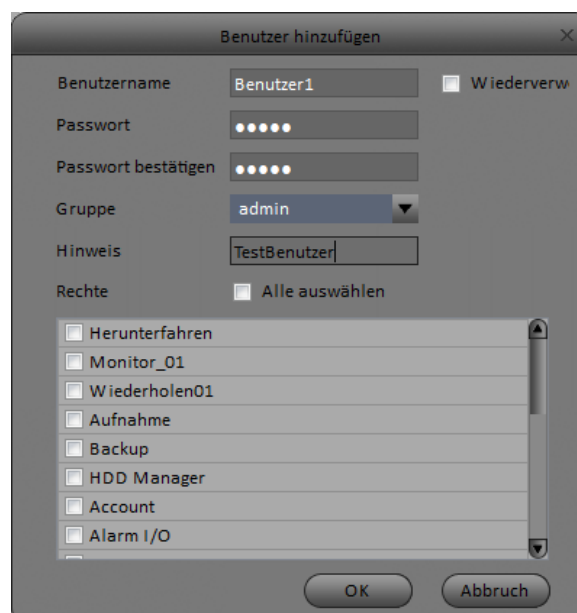 Benutzer hinzufügen
Benutzername Benutzer1 Wiederverw
Passwort •••••
Passwort bestätigen •••••
Gruppe admin
Hinweis TestBenutzer
Rechte Alle auswählen
Herunterfahren
Monitor_01
Wiederholen01
Aufnahme
Backup
HDD Manager
Account
Alarm I/O
OK Abbruch